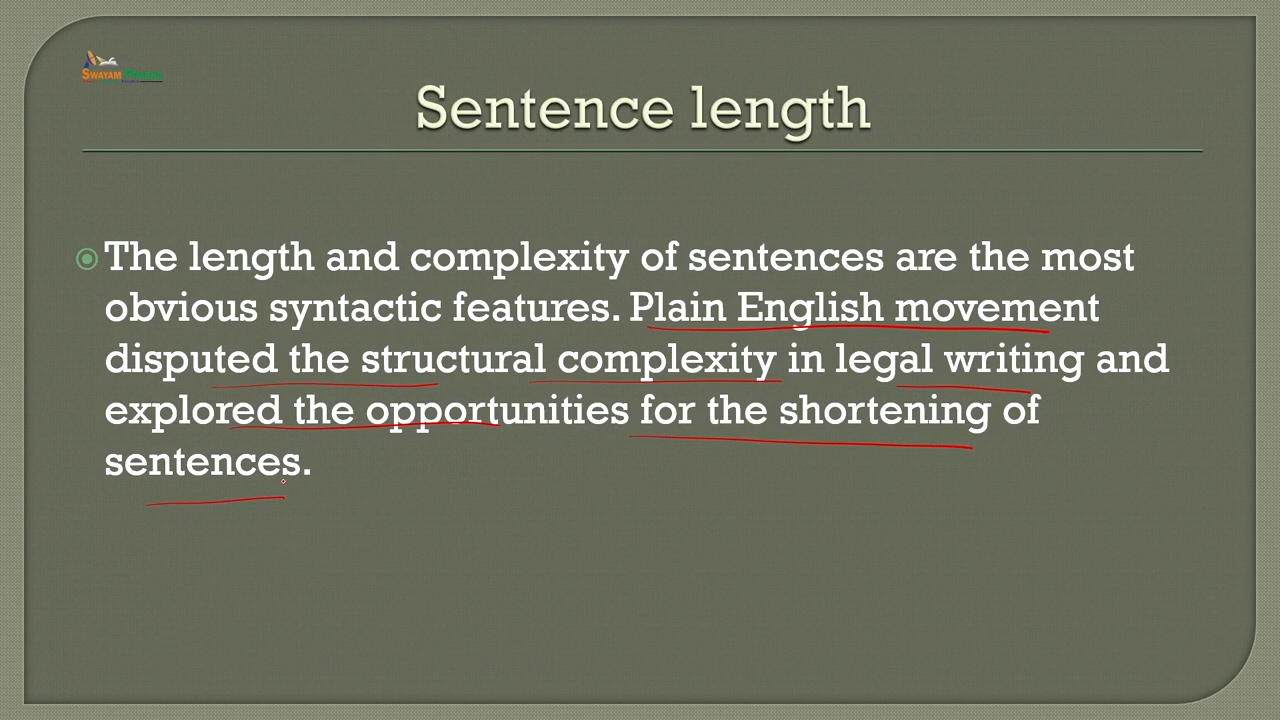 SWAYAM Prabha
Sentence length
The length and complexity of sentences are the most
obvious syntactic features. Plain English movement
disputed the structural complexity in legal writing and
explored the opportunities for the shortening of
sentences.